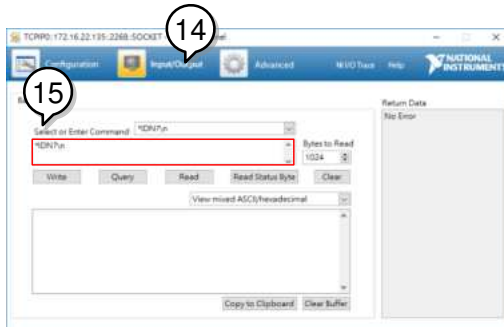 TCPIP0::172.16.22.135::2268::SOCKET
14
Configuration Input/Output Advanced NI I/O Trace Help NATIONAL INSTRUMENTS
15
Return Data
No Error
Select or Enter Command *IDN?\n
*IDN?\n
Bytes to Read
1024
Write Query Read Read Status Byte Clear
View mixed ASCII/hexadecimal
Copy to Clipboard Clear Buffer